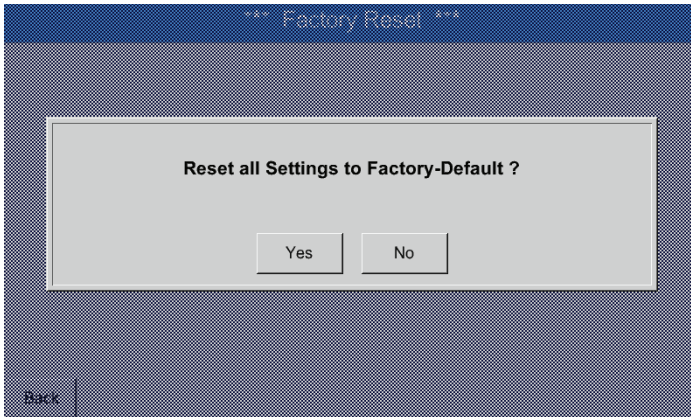 *** Factory Reset ***
Reset all Settings to Factory-Default ?
Yes
No
Back